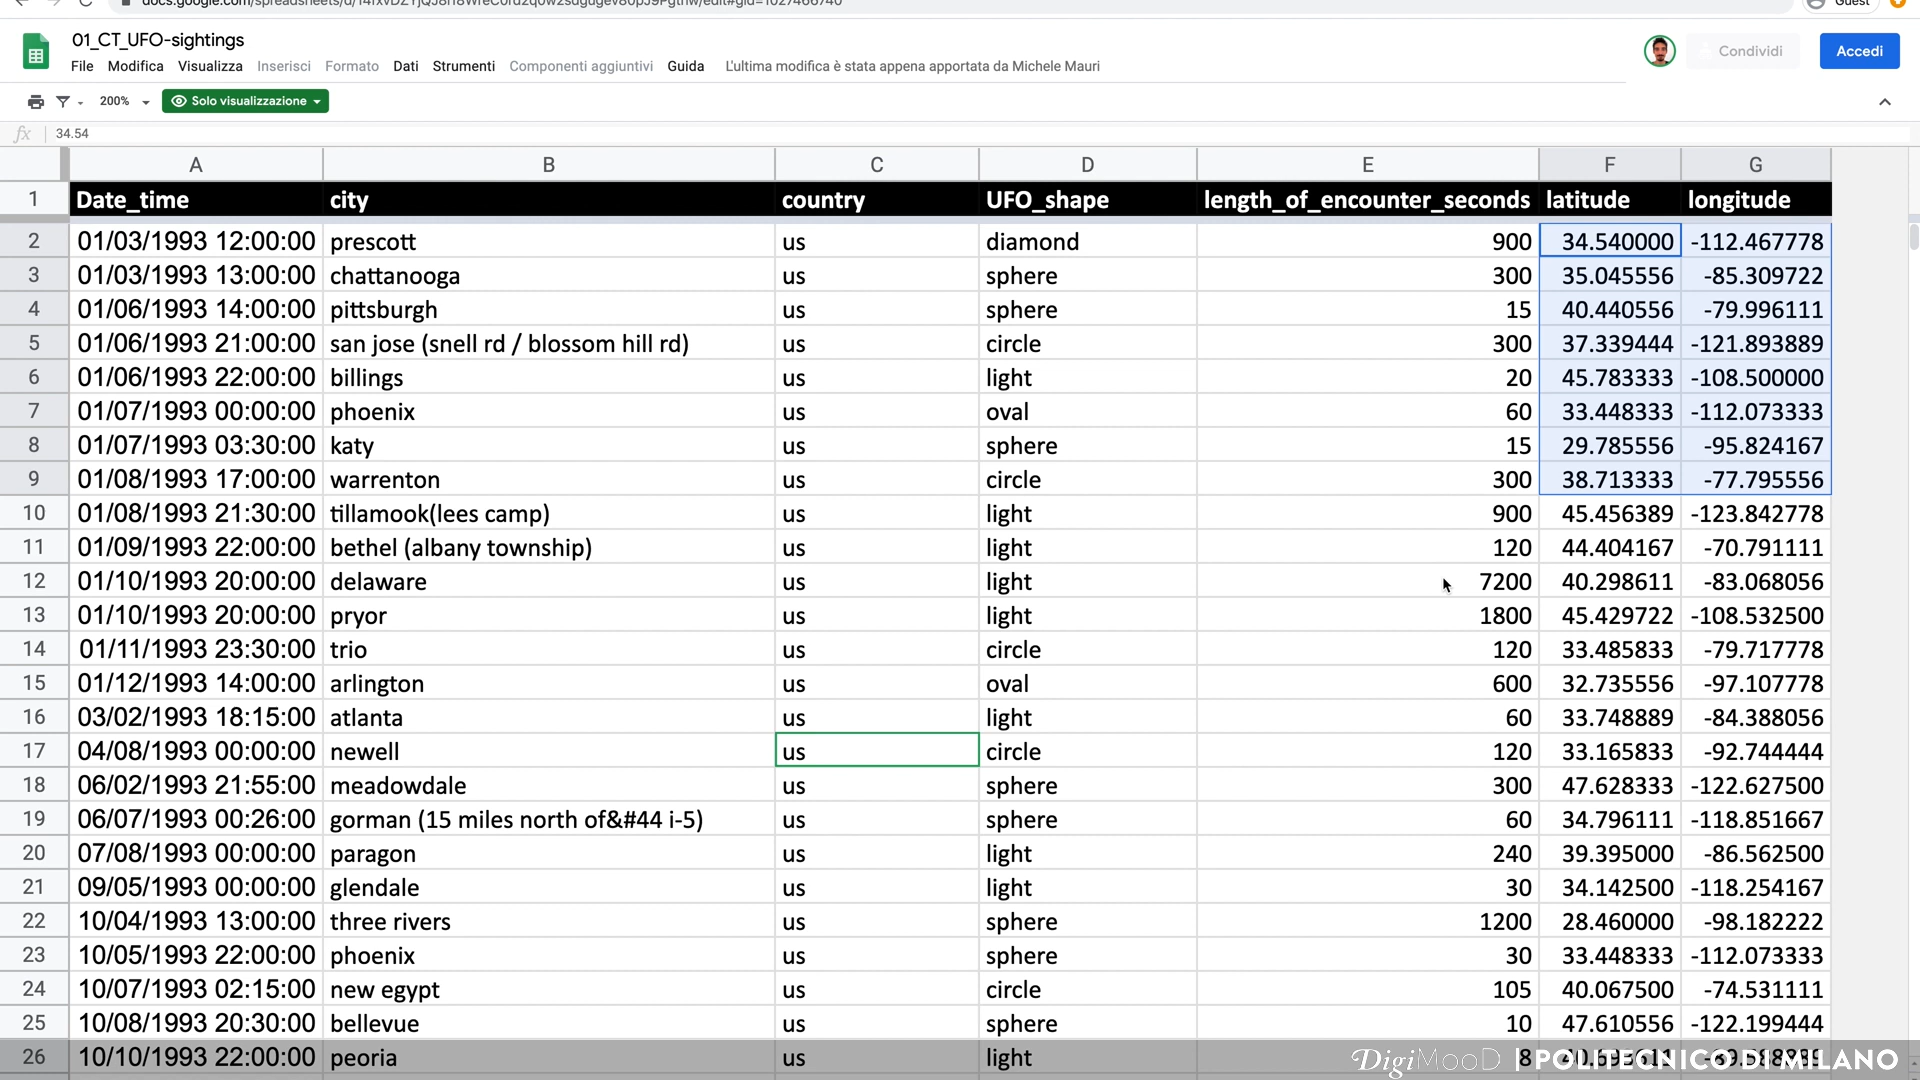 Guest
01_CT_UFO-sightings
File Modifica Visualizza Inserisci Formato Dati Strumenti Componenti aggiuntivi Guida L'ultima modifica è stata appena apportata da Michele Mauri
Condividi
Accedi
200% Solo visualizzazione
fx 34.54
A B C D E F G
1 Date_time city country UFO_shape length_of_encounter_seconds latitude longitude
2 01/03/1993 12:00:00 prescott us diamond 900 34.540000 -112.467778
3 01/03/1993 13:00:00 chattanooga us sphere 300 35.045556 -85.309722
4 01/06/1993 14:00:00 pittsburgh us sphere 15 40.440556 -79.996111
5 01/06/1993 21:00:00 san jose (snell rd / blossom hill rd) us circle 300 37.339444 -121.893889
6 01/06/1993 22:00:00 billings us light 20 45.783333 -108.500000
7 01/07/1993 00:00:00 phoenix us oval 60 33.448333 -112.073333
8 01/07/1993 03:30:00 katy us sphere 15 29.785556 -95.824167
9 01/08/1993 17:00:00 warrenton us circle 300 38.713333 -77.795556
10 01/08/1993 21:30:00 tillamook(lees camp) us light 900 45.456389 -123.842778
11 01/09/1993 22:00:00 bethel (albany township) us light 120 44.404167 -70.791111
12 01/10/1993 20:00:00 delaware us light 7200 40.298611 -83.068056
13 01/10/1993 20:00:00 pryor us light 1800 45.429722 -108.532500
14 01/11/1993 23:30:00 trio us circle 120 33.485833 -79.717778
15 01/12/1993 14:00:00 arlington us oval 600 32.735556 -97.107778
16 03/02/1993 18:15:00 atlanta us light 60 33.748889 -84.388056
17 04/08/1993 00:00:00 newell us circle 120 33.165833 -92.744444
18 06/02/1993 21:55:00 meadowdale us sphere 300 47.628333 -122.627500
19 06/07/1993 00:26:00 gorman (15 miles north of&#44 i-5) us sphere 60 34.796111 -118.851667
20 07/08/1993 00:00:00 paragon us light 240 39.395000 -86.562500
21 09/05/1993 00:00:00 glendale us light 30 34.142500 -118.254167
22 10/04/1993 13:00:00 three rivers us sphere 1200 28.460000 -98.182222
23 10/05/1993 22:00:00 phoenix us sphere 30 33.448333 -112.073333
24 10/07/1993 02:15:00 new egypt us circle 105 40.067500 -74.531111
25 10/08/1993 20:30:00 bellevue us sphere 10 47.610556 -122.199444
26 10/10/1993 22:00:00 peoria us light 8
DigiMooD | POLITECNICO DI MILANO